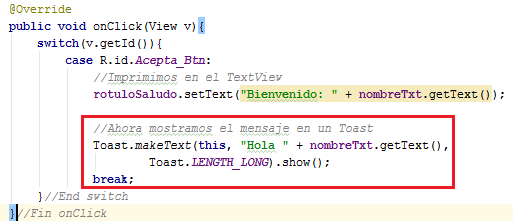 @Override
public void onClick(View v){
switch(v.getId()){
case R.id.Acepta_Btn:
//Imprimimos en el TextView
rotuloSaludo.setText("Bienvenido: " + nombreTxt.getText());
//Ahora mostramos el mensaje en un Toast
Toast.makeText(this, "Hola " + nombreTxt.getText(),
Toast.LENGTH_LONG).show();
break;
}//End switch
}//Fin onClick